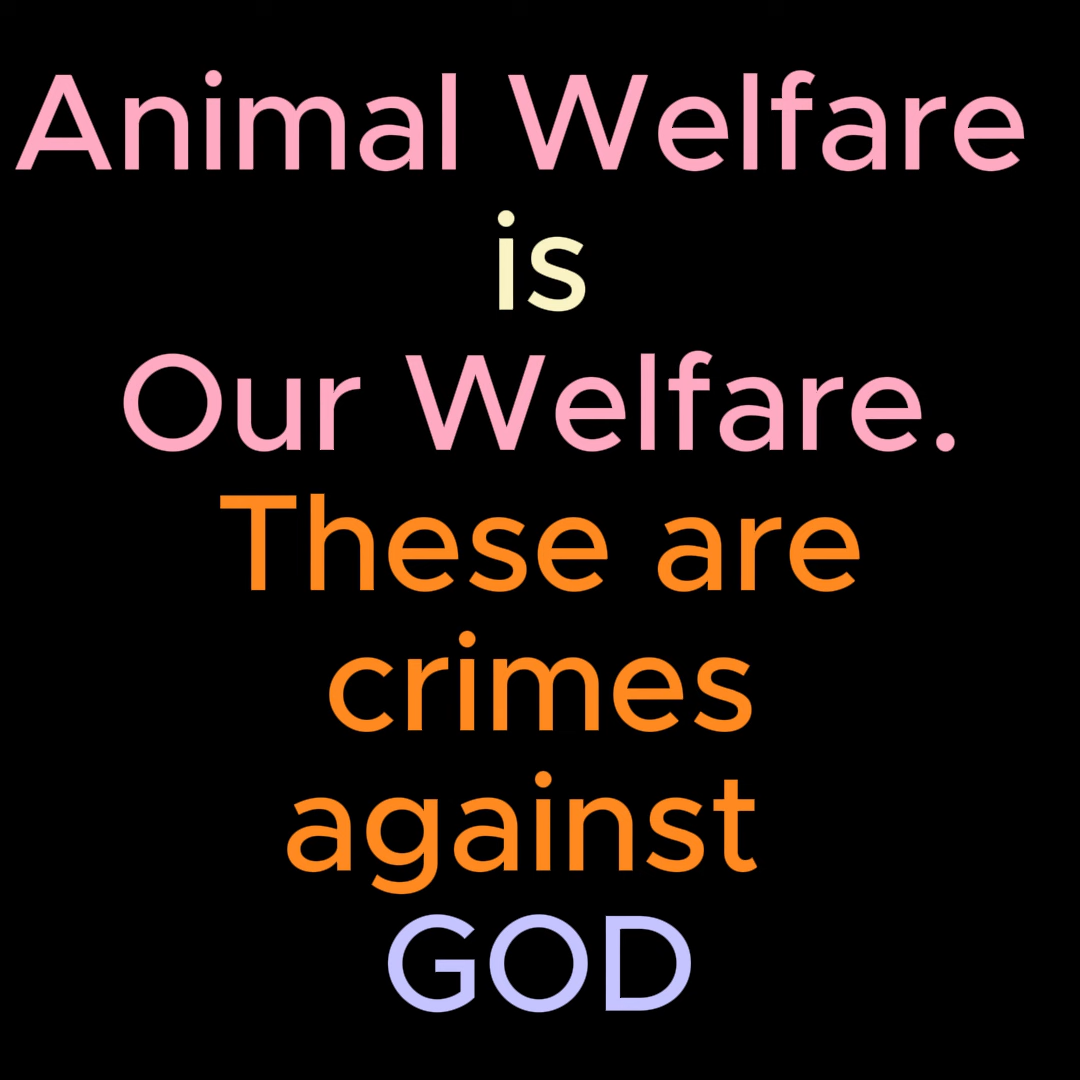 Animal Welfare
is
Our Welfare.
These are
crimes
against
GOD